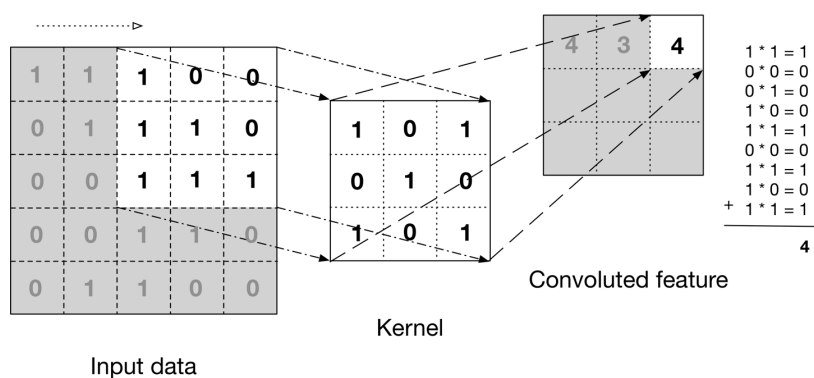 1 1 1 0 0
0 1 1 1 0
0 0 1 1 1
0 0 1 1 0
0 1 1 0 0
Input data
1 0 1
0 1 0
1 0 1
Kernel
4 3 4
Convoluted feature
1 * 1 = 1
0 * 0 = 0
0 * 1 = 0
1 * 0 = 0
1 * 1 = 1
0 * 0 = 0
1 * 1 = 1
1 * 0 = 0
+ 1 * 1 = 1
4